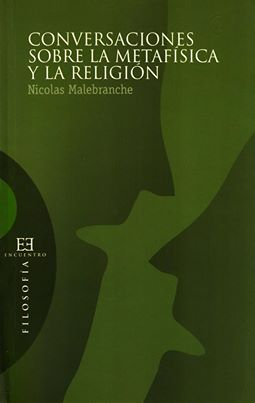 CONVERSACIONES
SOBRE LA METAFÍSICA
Y LA RELIGIÓN
Nicolas Malebranche
EE
ENCUENTRO
FILOSOFÍA